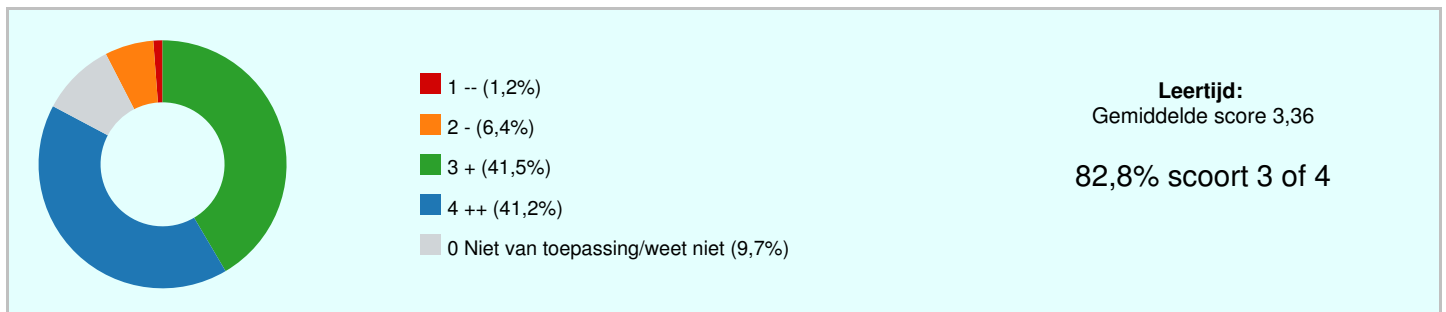 1 -- (1,2%)
2 - (6,4%)
3 + (41,5%)
4 ++ (41,2%)
0 Niet van toepassing/weet niet (9,7%)
Leertijd:
Gemiddelde score 3,36
82,8% scoort 3 of 4